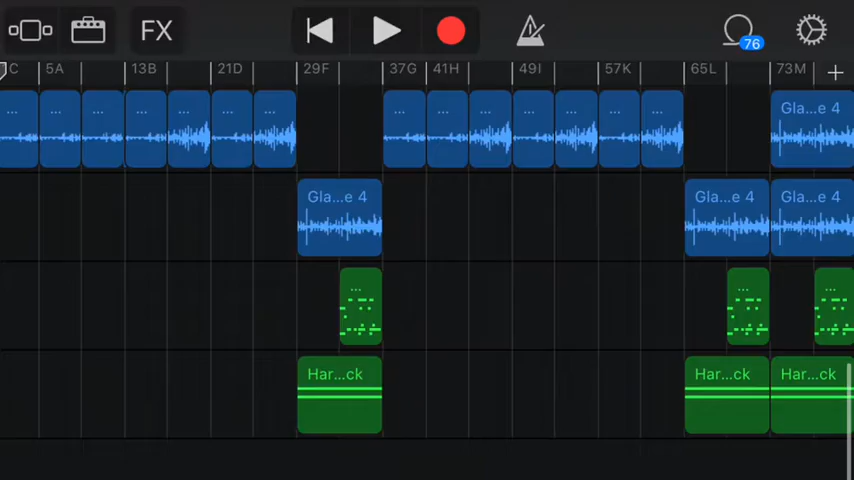 FX
76
C 5A 13B 21D 29F 37G 41H 49I 57K 65L 73M +
... ... ... ... ... ... ... ... ... ... ... ... ... ... Gla...e 4
Gla...e 4 Gla...e 4 Gla...e 4
... ... ...
Har...ck Har...ck Har...ck